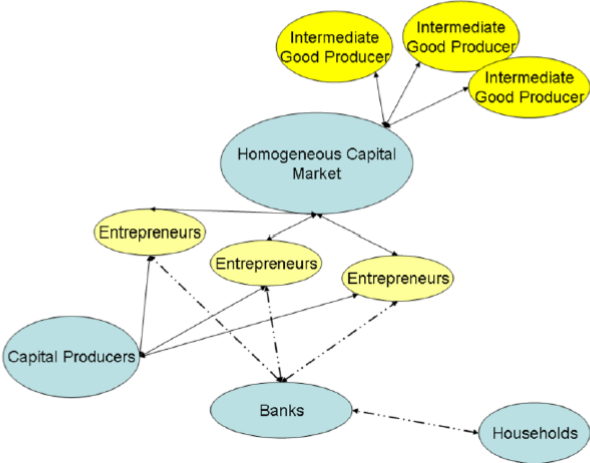 Intermediate
Good Producer
Intermediate
Good Producer
Intermediate
Good Producer
Homogeneous Capital
Market
Entrepreneurs
Entrepreneurs
Entrepreneurs
Capital Producers
Banks
Households